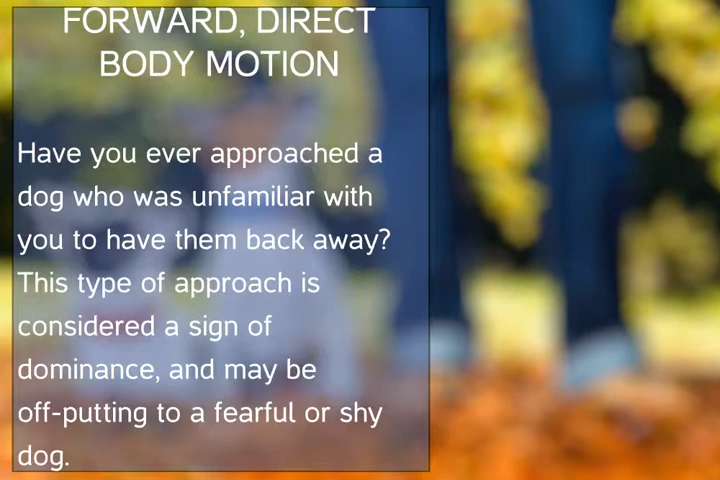 FORWARD, DIRECT
BODY MOTION
Have you ever approached a
dog who was unfamiliar with
you to have them back away?
This type of approach is
considered a sign of
dominance, and may be
off-putting to a fearful or shy
dog.